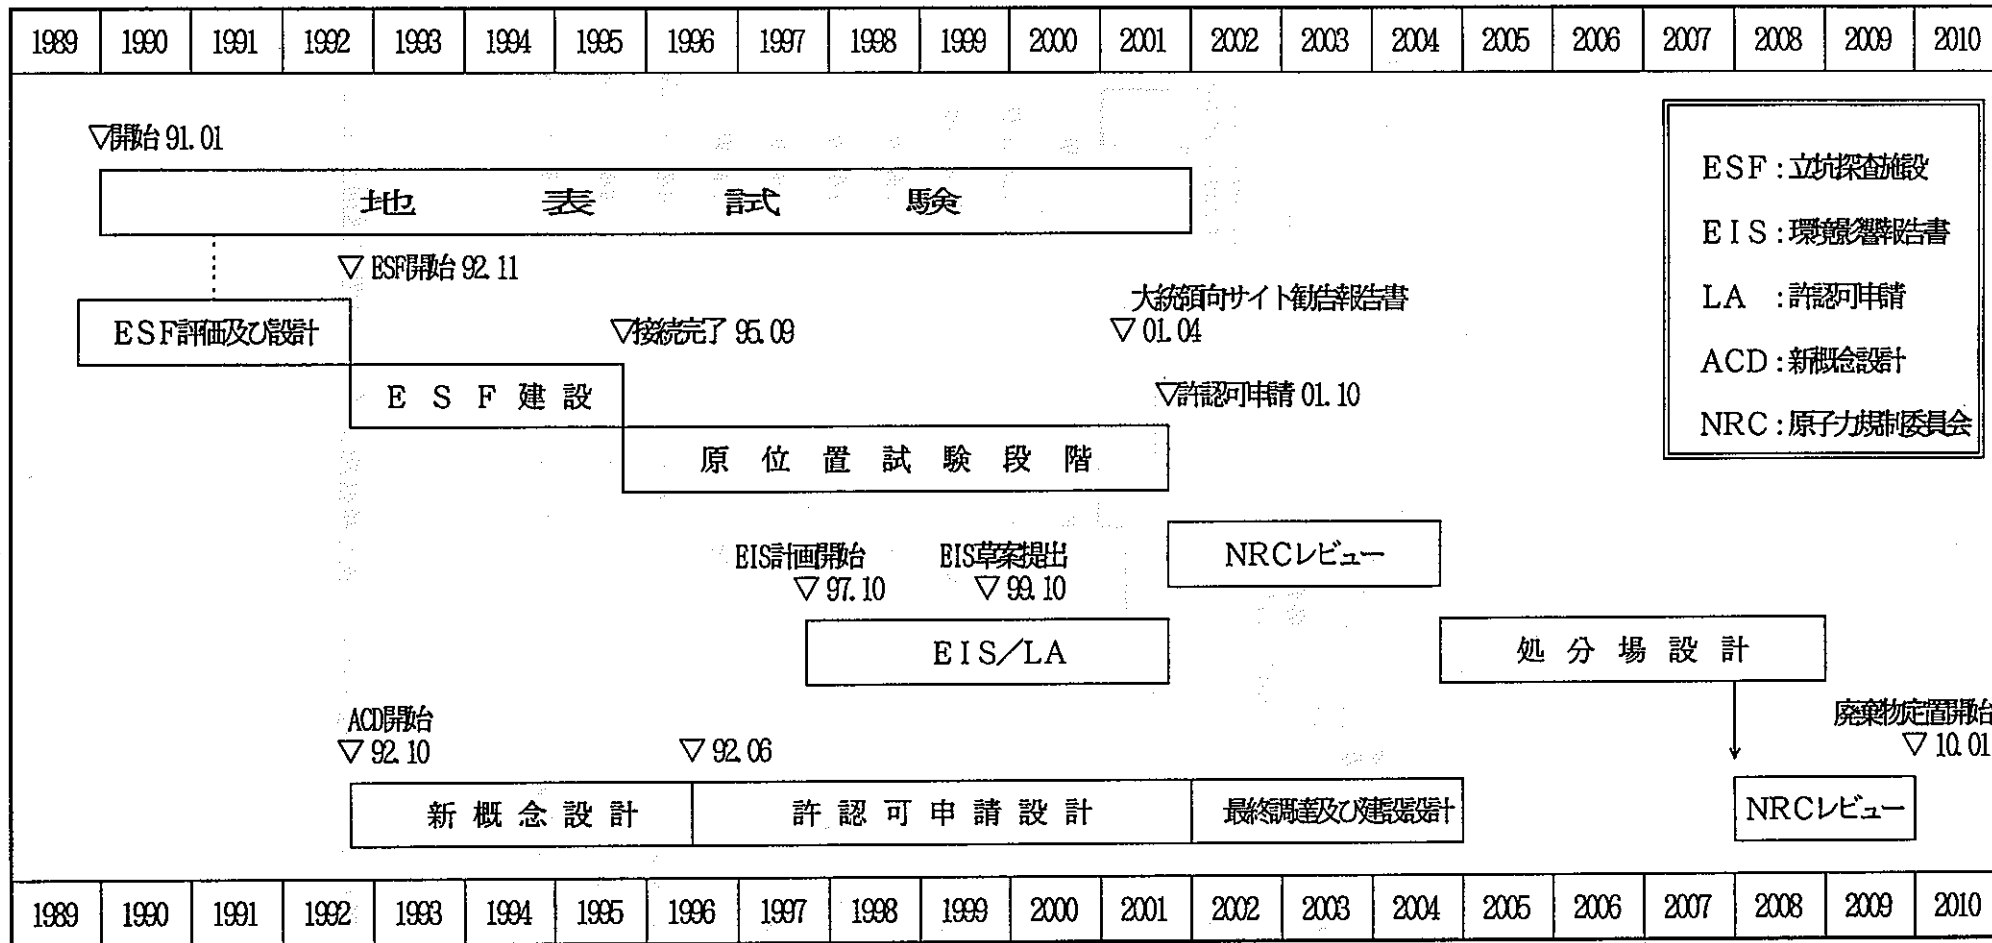 1989 1990 1991 1992 1993 1994 1995 1996 1997 1998 1999 2000 2001 2002 2003 2004 2005 2006 2007 2008 2009 2010
▽開始 91.01
地表試験
ESF:立坑探査施設
EIS:環境影響報告書
LA :許認可申請
ACD:新概念設計
NRC:原子力規制委員会
▽ ESF開始 92.11
ESF評価及び設計
▽接続完了 95.09
大統領向サイト勧告報告書
▽ 01.04
ESF建設
▽許認可申請 01.10
原位置試験段階
EIS計画開始
▽ 97.10
EIS草案提出
▽ 99.10
NRCレビュー
EIS/LA
処分場設計
ACD開始
▽ 92.10
▽ 92.06
廃棄物定置開始
▽ 10.01
新概念設計
許認可申請設計
最終調達及び建設設計
NRCレビュー
1989 1990 1991 1992 1993 1994 1995 1996 1997 1998 1999 2000 2001 2002 2003 2004 2005 2006 2007 2008 2009 2010